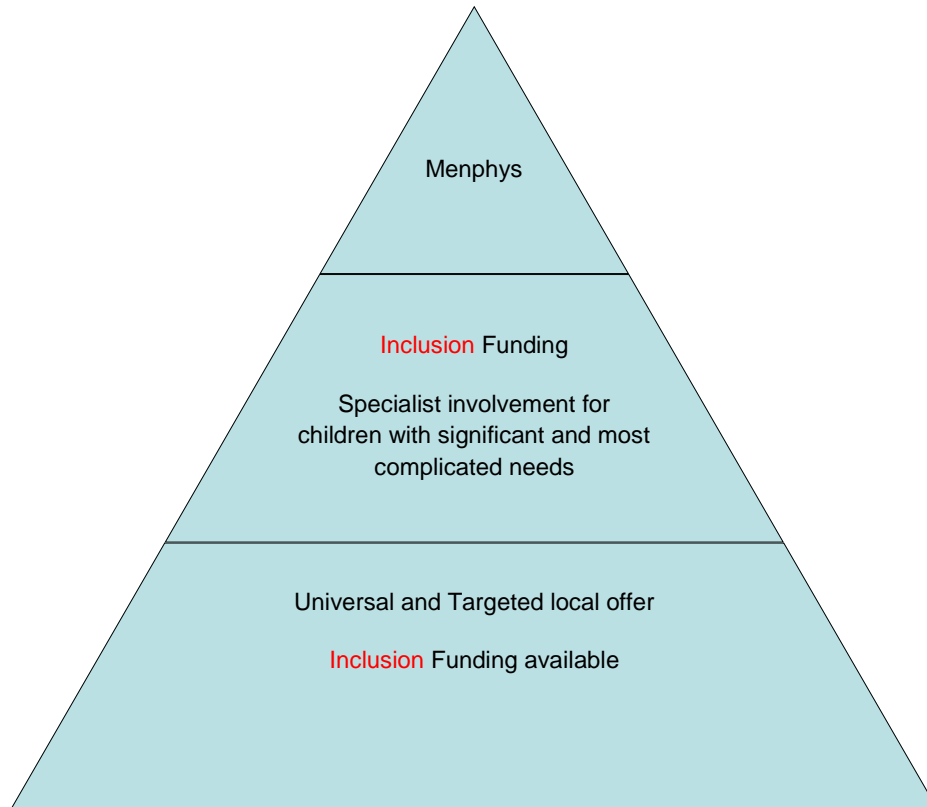 Menphys
Inclusion Funding
Specialist involvement for
children with significant and most
complicated needs
Universal and Targeted local offer
Inclusion Funding available